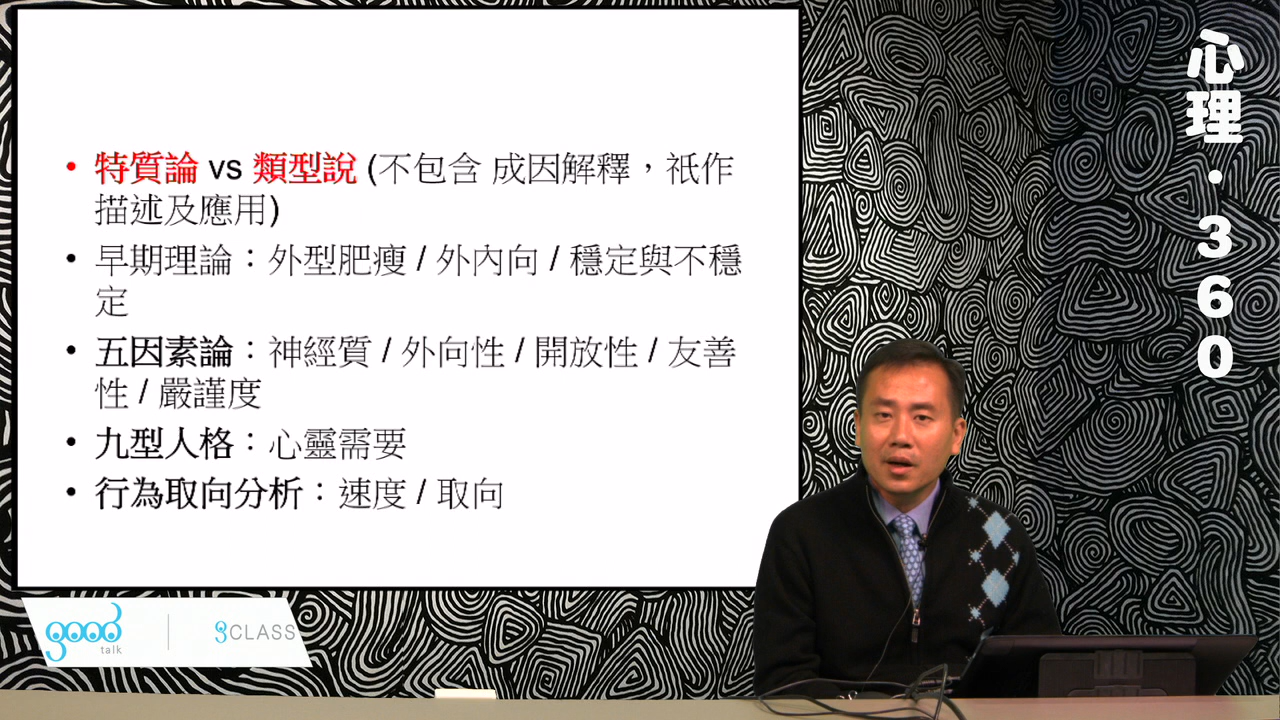 • 特質論 vs 類型說 (不包含 成因解釋，祇作
描述及應用)
• 早期理論：外型肥瘦 / 外內向 / 穩定與不穩
定
• 五因素論：神經質 / 外向性 / 開放性 / 友善
性 / 嚴謹度
• 九型人格：心靈需要
• 行為取向分析：速度 / 取向
心理·360
good
talk
gCLASS